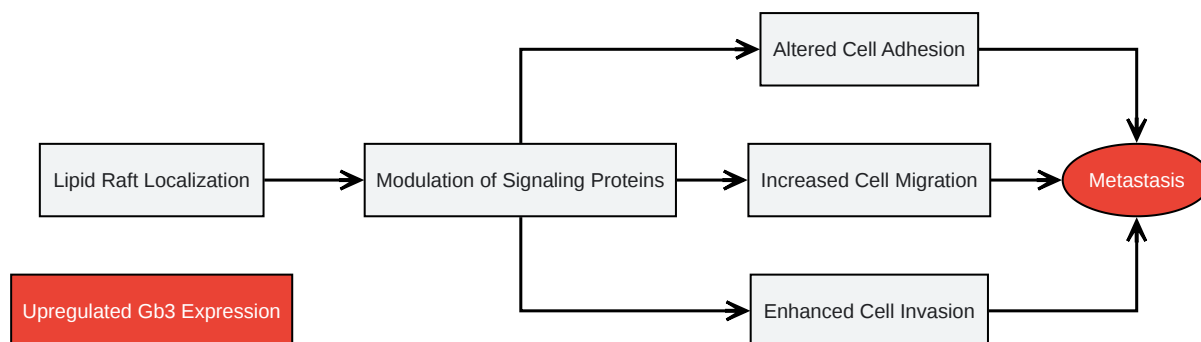 Altered Cell Adhesion
Lipid Raft Localization
Modulation of Signaling Proteins
Increased Cell Migration
Metastasis
Upregulated Gb3 Expression
Enhanced Cell Invasion